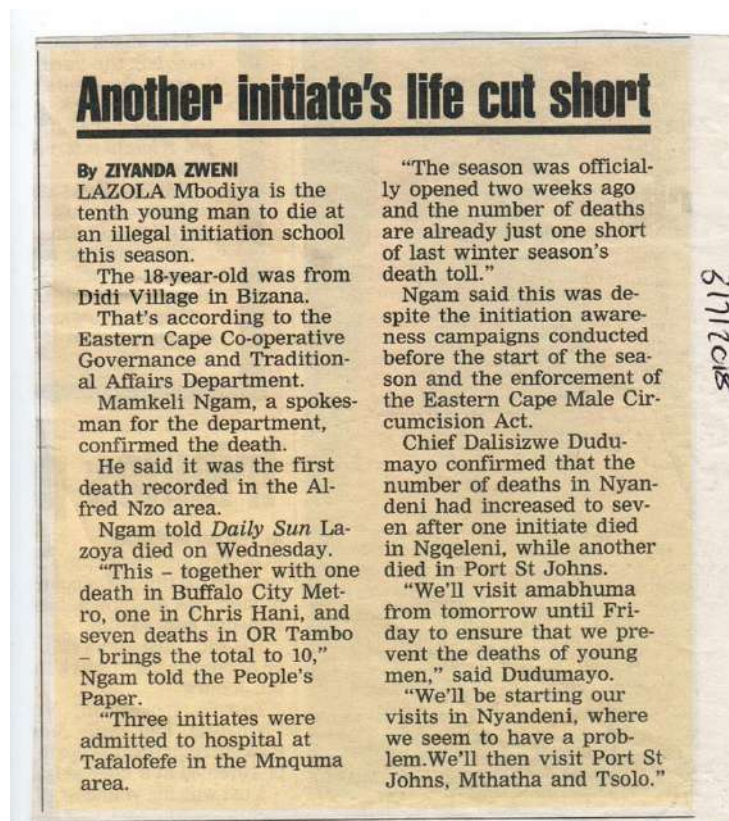 Another initiate's life cut short
By ZIYANDA ZWENI
LAZOLA Mbodiya is the
tenth young man to die at
an illegal initiation school
this season.
The 18-year-old was from
Didi Village in Bizana.
That's according to the
Eastern Cape Co-operative
Governance and Tradition-
al Affairs Department.
Mamkeli Ngam, a spokes-
man for the department,
confirmed the death.
He said it was the first
death recorded in the Al-
fred Nzo area.
Ngam told Daily Sun La-
zoya died on Wednesday.
"This – together with one
death in Buffalo City Met-
ro, one in Chris Hani, and
seven deaths in OR Tambo
– brings the total to 10,"
Ngam told the People's
Paper.
"Three initiates were
admitted to hospital at
Tafalofefe in the Mnquma
area.
"The season was official-
ly opened two weeks ago
and the number of deaths
are already just one short
of last winter season's
death toll."
Ngam said this was de-
spite the initiation aware-
ness campaigns conducted
before the start of the sea-
son and the enforcement of
the Eastern Cape Male Cir-
cumcision Act.
Chief Dalisizwe Dudu-
mayo confirmed that the
number of deaths in Nyan-
deni had increased to sev-
en after one initiate died
in Ngqeleni, while another
died in Port St Johns.
"We'll visit amabhuma
from tomorrow until Fri-
day to ensure that we pre-
vent the deaths of young
men," said Dudumayo.
"We'll be starting our
visits in Nyandeni, where
we seem to have a prob-
lem.We'll then visit Port St
Johns, Mthatha and Tsolo."
6/7/2018